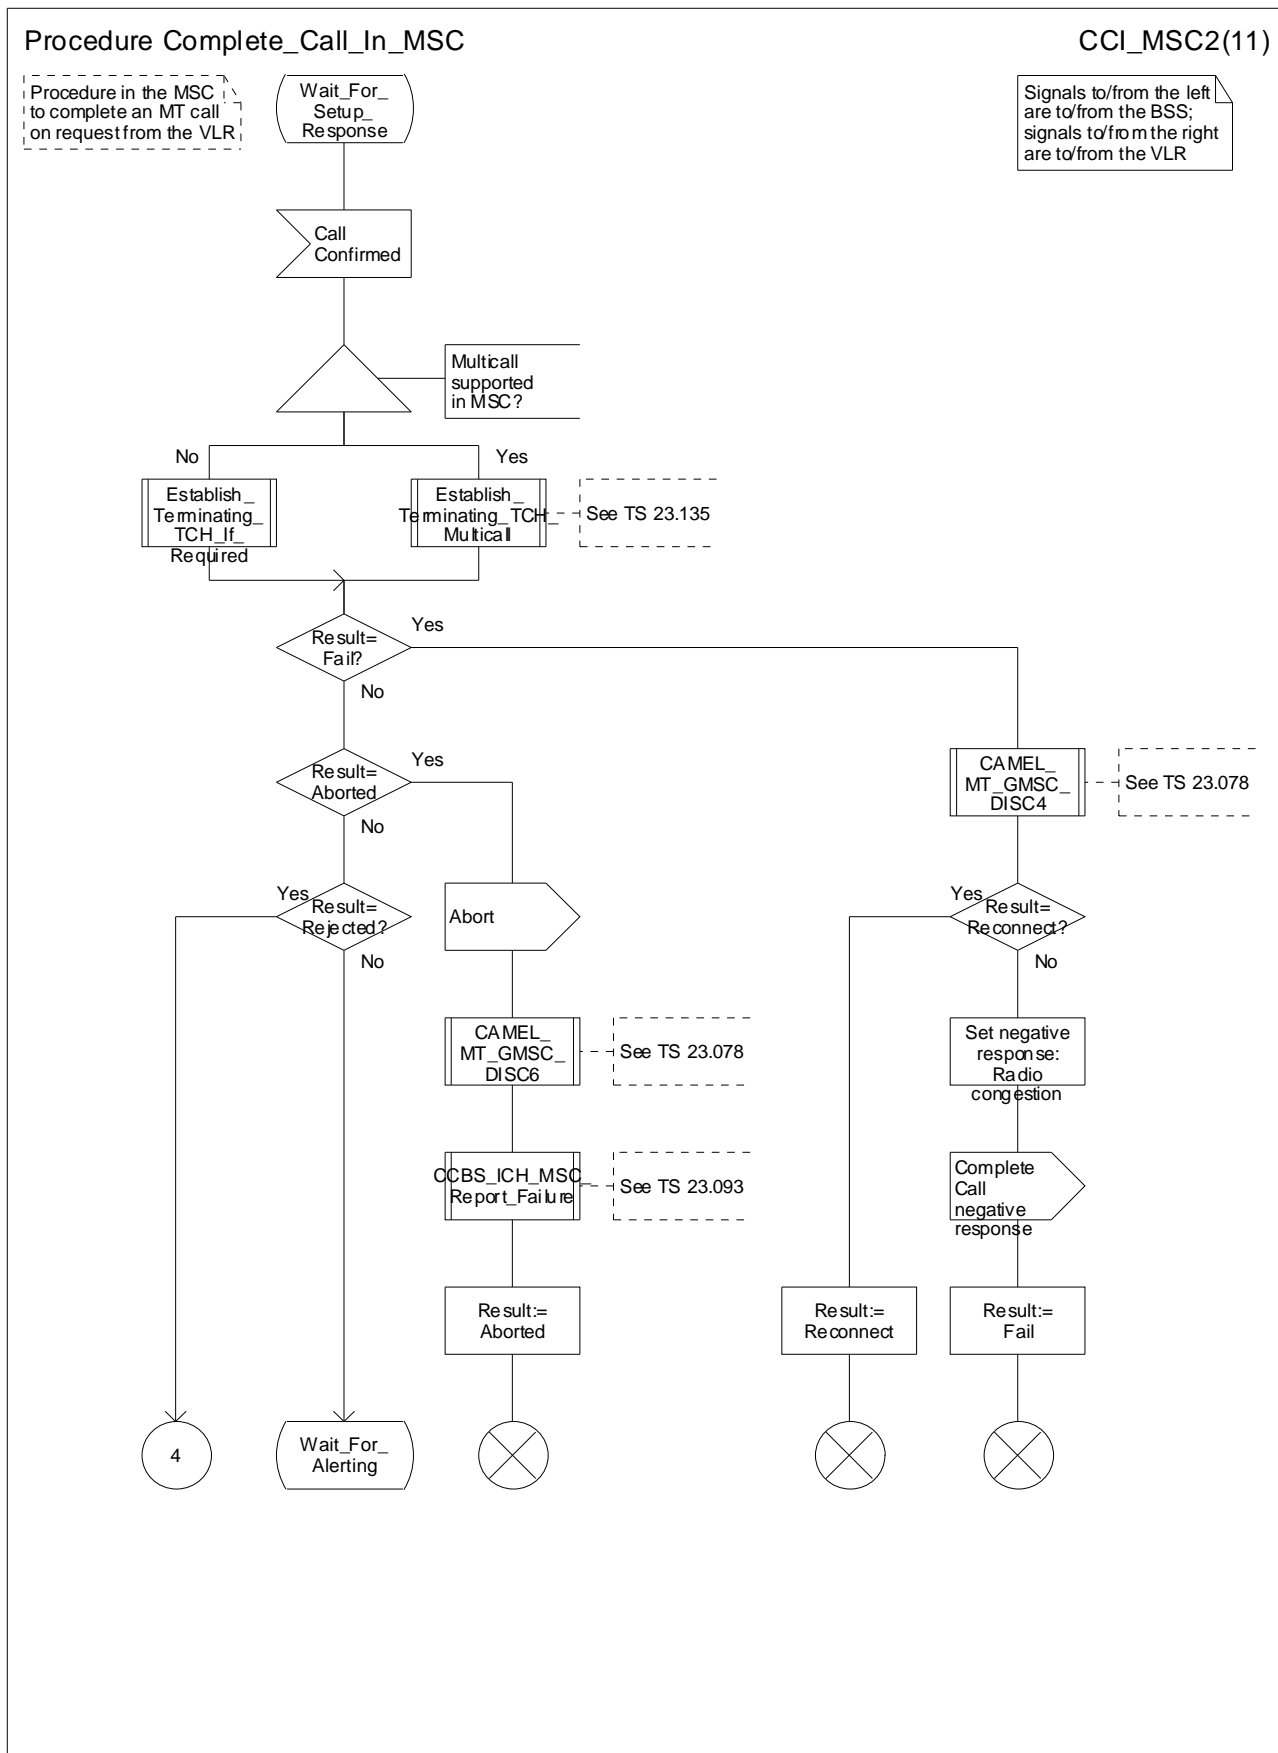 Procedure Complete_Call_In_MSC
CCI_MSC2(11)
Procedure in the MSC
to complete an MT call
on request from the VLR
Wait_For_
Setup_
Response
Signals to/from the left
are to/from the BSS;
signals to/from the right
are to/from the VLR
Call
Confirmed
Multicall
supported
in MSC?
No
Yes
Establish_
Terminating_
TCH_If_
Required
Establish_
Terminating_TCH_
Multicall
See TS 23.135
Result=
Fail?
Yes
No
Result=
Aborted
Yes
No
CAMEL_
MT_GMSC_
DISC4
See TS 23.078
Yes
Result=
Rejected?
No
Abort
Yes
Result=
Reconnect?
No
CAMEL_
MT_GMSC_
DISC6
See TS 23.078
Set negative
response:
Radio
congestion
CCBS_ICH_MSC_
Report_Failure
See TS 23.093
Complete
Call
negative
response
Result:=
Aborted
Result:=
Reconnect
Result:=
Fail
4
Wait_For_
Alerting